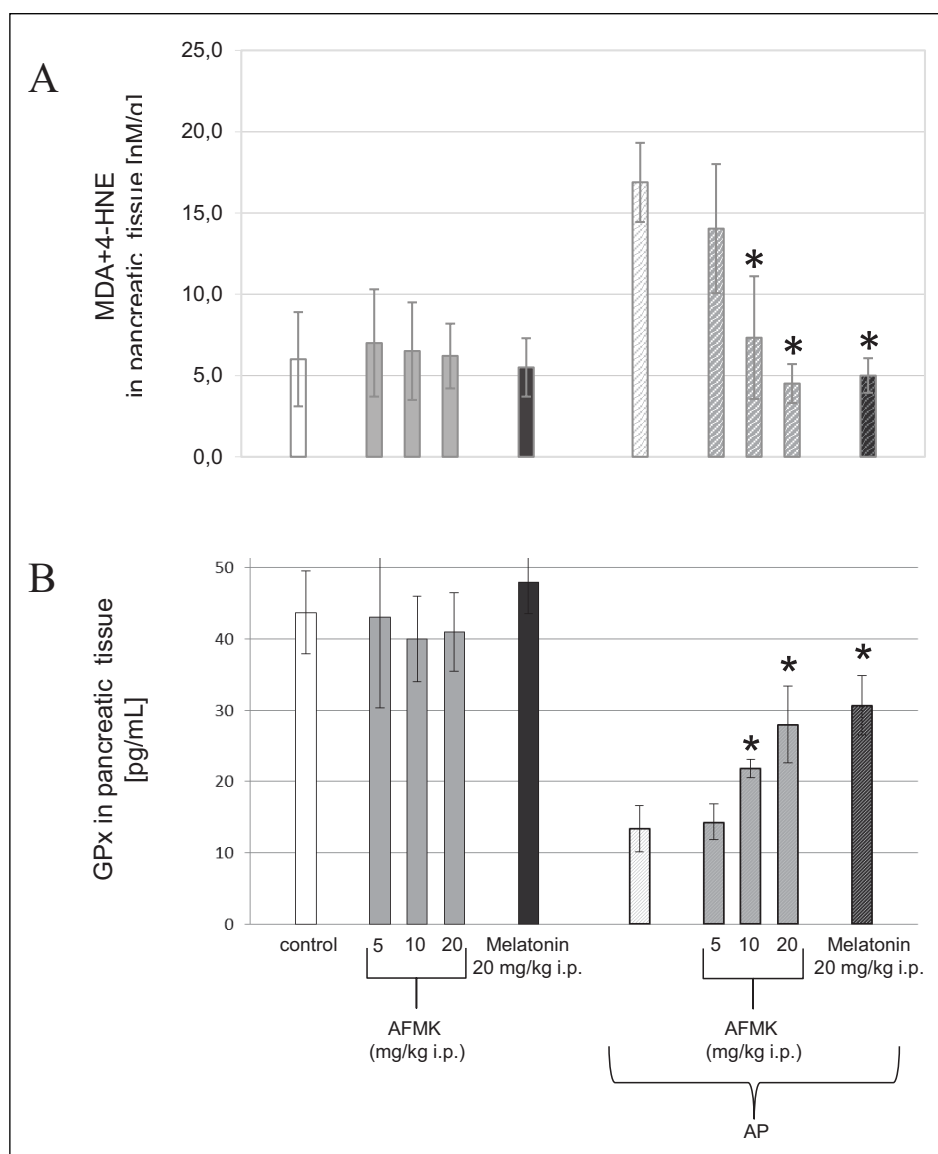 A
MDA+4-HNE
in pancreatic tissue [nM/g]
25,0
20,0
15,0
10,0
5,0
0,0
*
*
*
B
GPx in pancreatic tissue
[pg/mL]
50
40
30
20
10
0
*
*
*
control
5 10 20
Melatonin
20 mg/kg i.p.
5 10 20
Melatonin
20 mg/kg i.p.
AFMK
(mg/kg i.p.)
AFMK
(mg/kg i.p.)
AP